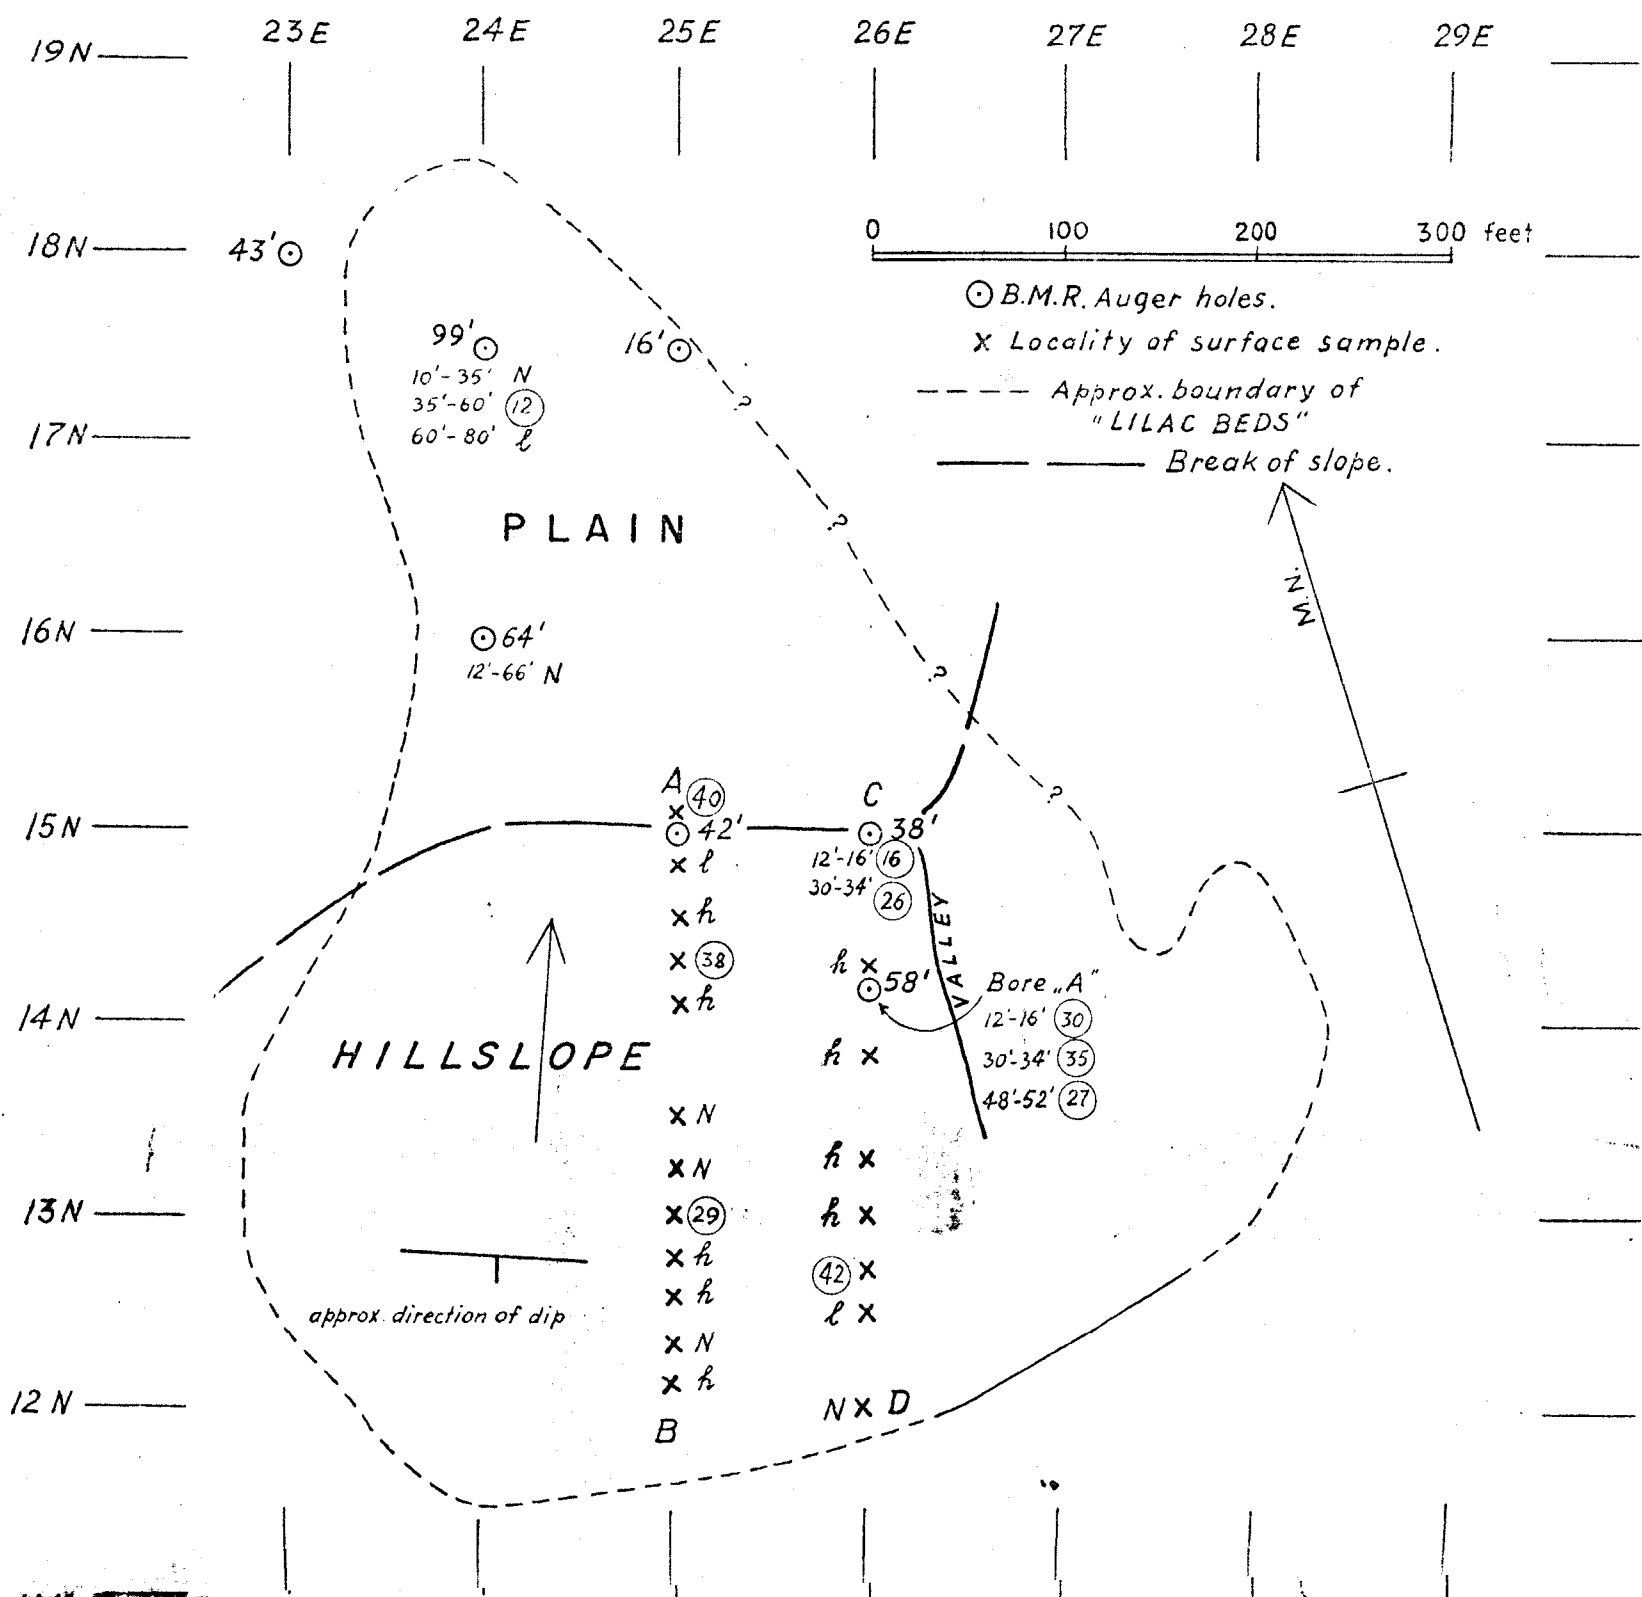 23E 24E 25E 26E 27E 28E 29E
19N
18N
43'
0 100 200 300 feet
B.M.R. Auger holes.
x Locality of surface sample.
Approx. boundary of
"LILAC BEDS"
Break of slope.
99'
10'-35' N
35'-60' 12
60'-80' l
16'
?
17N
PLAIN
?
M.N.
16N
64'
12'-66' N
?
?
A 40
x
15N
42'
x l
x h
x 38
x h
C
38'
12'-16' 16
30'-34' 26
VALLEY
h x
58'
Bore „A"
12'-16' 30
30'-34' 35
48'-52' 27
14N
HILLSLOPE
h x
x N
x N
x 29
x h
x h
x N
x h
B
h x
h x
42 x
l x
N x D
13N
approx. direction of dip
12N